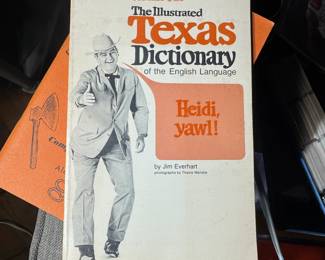 The Illustrated
Texas
Dictionary
of the English Language
Heidi,
yawl!
by Jim Everhart